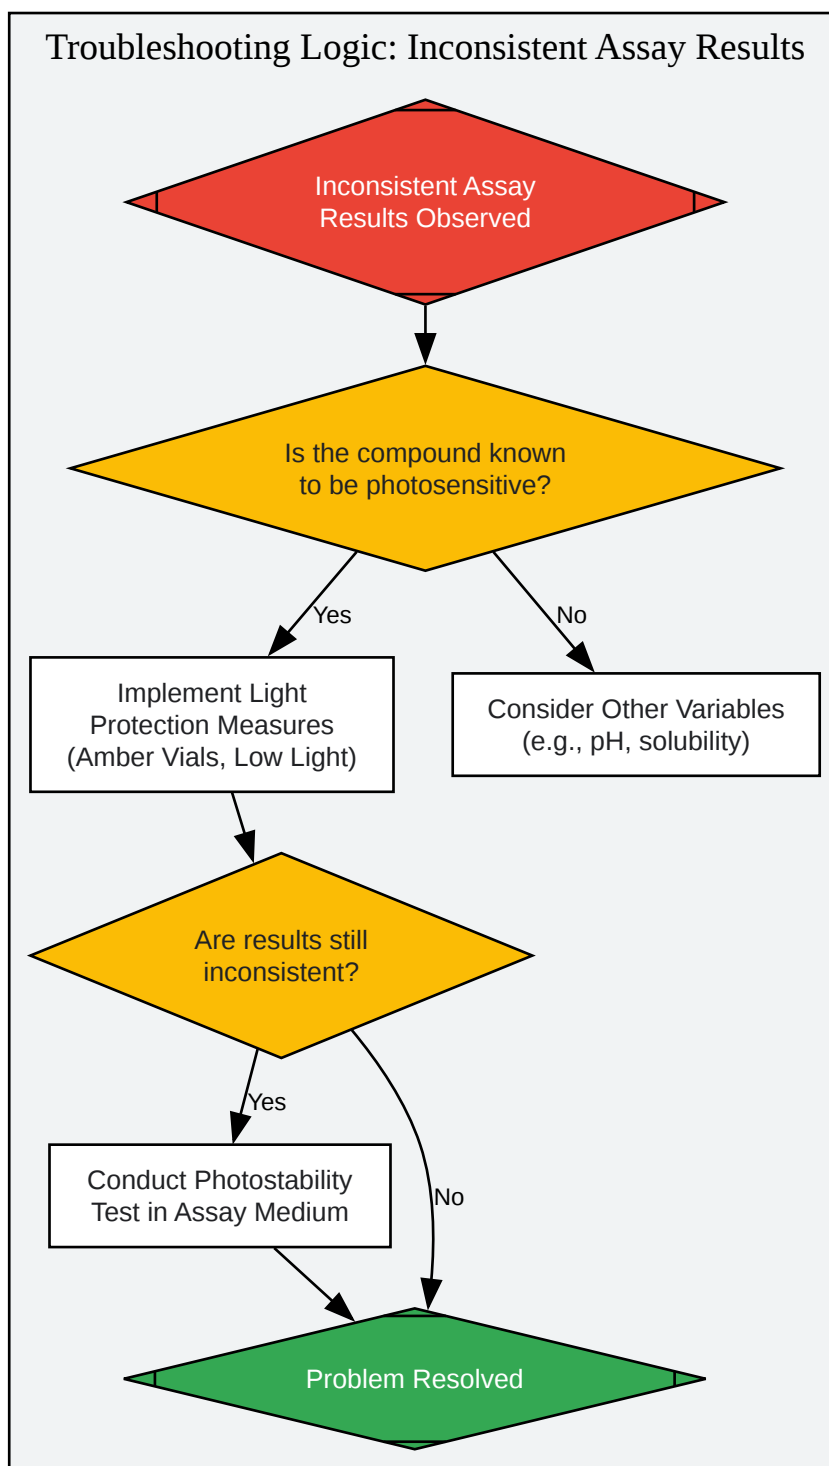 Troubleshooting Logic: Inconsistent Assay Results
Inconsistent Assay
Results Observed
Is the compound known
to be photosensitive?
Yes
No
Implement Light
Protection Measures
(Amber Vials, Low Light)
Consider Other Variables
(e.g., pH, solubility)
Are results still
inconsistent?
Yes
Conduct Photostability
Test in Assay Medium
No
Problem Resolved